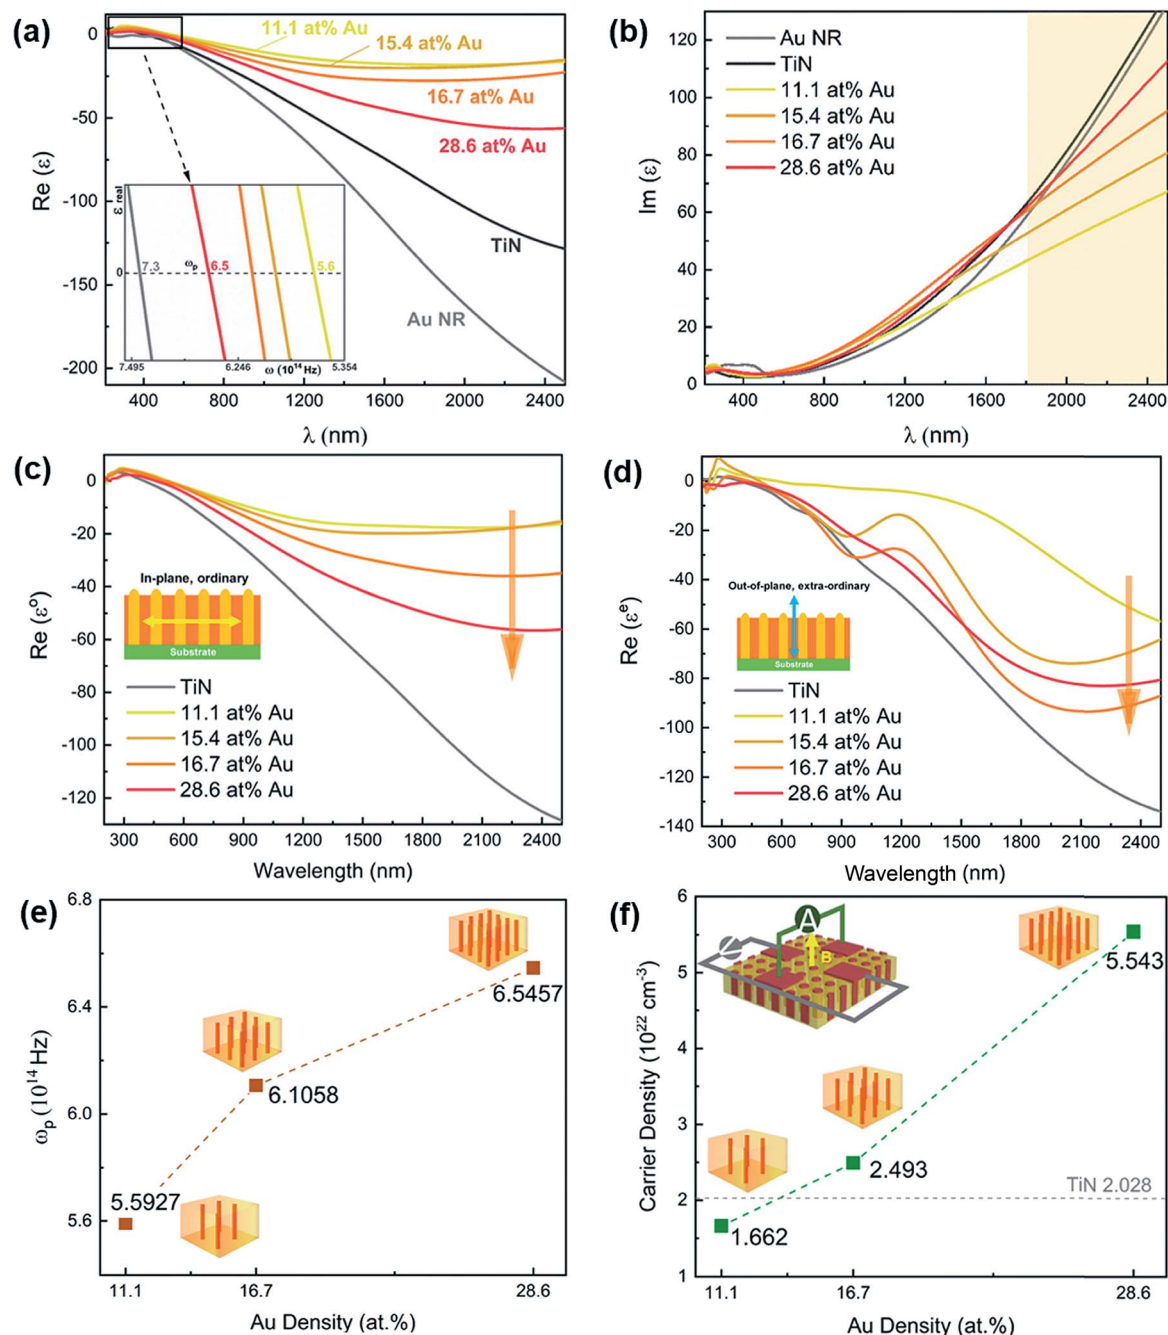 (a)
Re (ε)
0
-50
-100
-150
-200
11.1 at% Au
15.4 at% Au
16.7 at% Au
28.6 at% Au
TiN
Au NR
ε real
0
7.3
ωp
6.5
5.6
7.495
6.246
ω (10¹⁴ Hz)
5.354
400
800
1200
1600
2000
2400
λ (nm)
(b)
Im (ε)
120
100
80
60
40
20
0
Au NR
TiN
11.1 at% Au
15.4 at% Au
16.7 at% Au
28.6 at% Au
400
800
1200
1600
2000
2400
λ (nm)
(c)
Re (εᵒ)
0
-20
-40
-60
-80
-100
-120
In-plane, ordinary
Substrate
TiN
11.1 at% Au
15.4 at% Au
16.7 at% Au
28.6 at% Au
300
600
900
1200
1500
1800
2100
2400
Wavelength (nm)
(d)
Re (εᵉ)
0
-20
-40
-60
-80
-100
-120
-140
Out-of-plane, extra-ordinary
Substrate
TiN
11.1 at% Au
15.4 at% Au
16.7 at% Au
28.6 at% Au
300
600
900
1200
1500
1800
2100
2400
Wavelength (nm)
(e)
ωp (10¹⁴ Hz)
6.8
6.4
6.0
5.6
5.5927
6.1058
6.5457
11.1
16.7
28.6
Au Density (at.%)
(f)
Carrier Density (10²² cm⁻³)
6
5
4
3
2
1
A
B
5.543
2.493
1.662
TiN 2.028
11.1
16.7
28.6
Au Density (at.%)